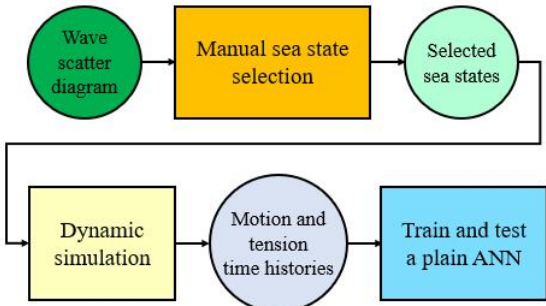 Wave
scatter
diagram
Manual sea state
selection
Selected
sea states
Dynamic
simulation
Motion and
tension
time histories
Train and test
a plain ANN